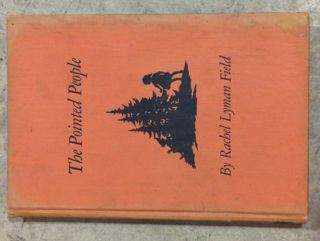 The Pointed People
By Rachel Lyman Field